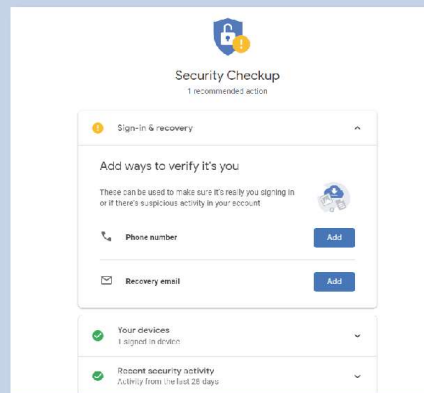 Security Checkup
1 recommended action
Sign-in & recovery
Add ways to verify it's you
These can be used to make sure it's really you signing in
or if there's suspicious activity in your account
Phone number
Add
Recovery email
Add
Your devices
1 signed in device
Recent security activity
Activity from the last 28 days